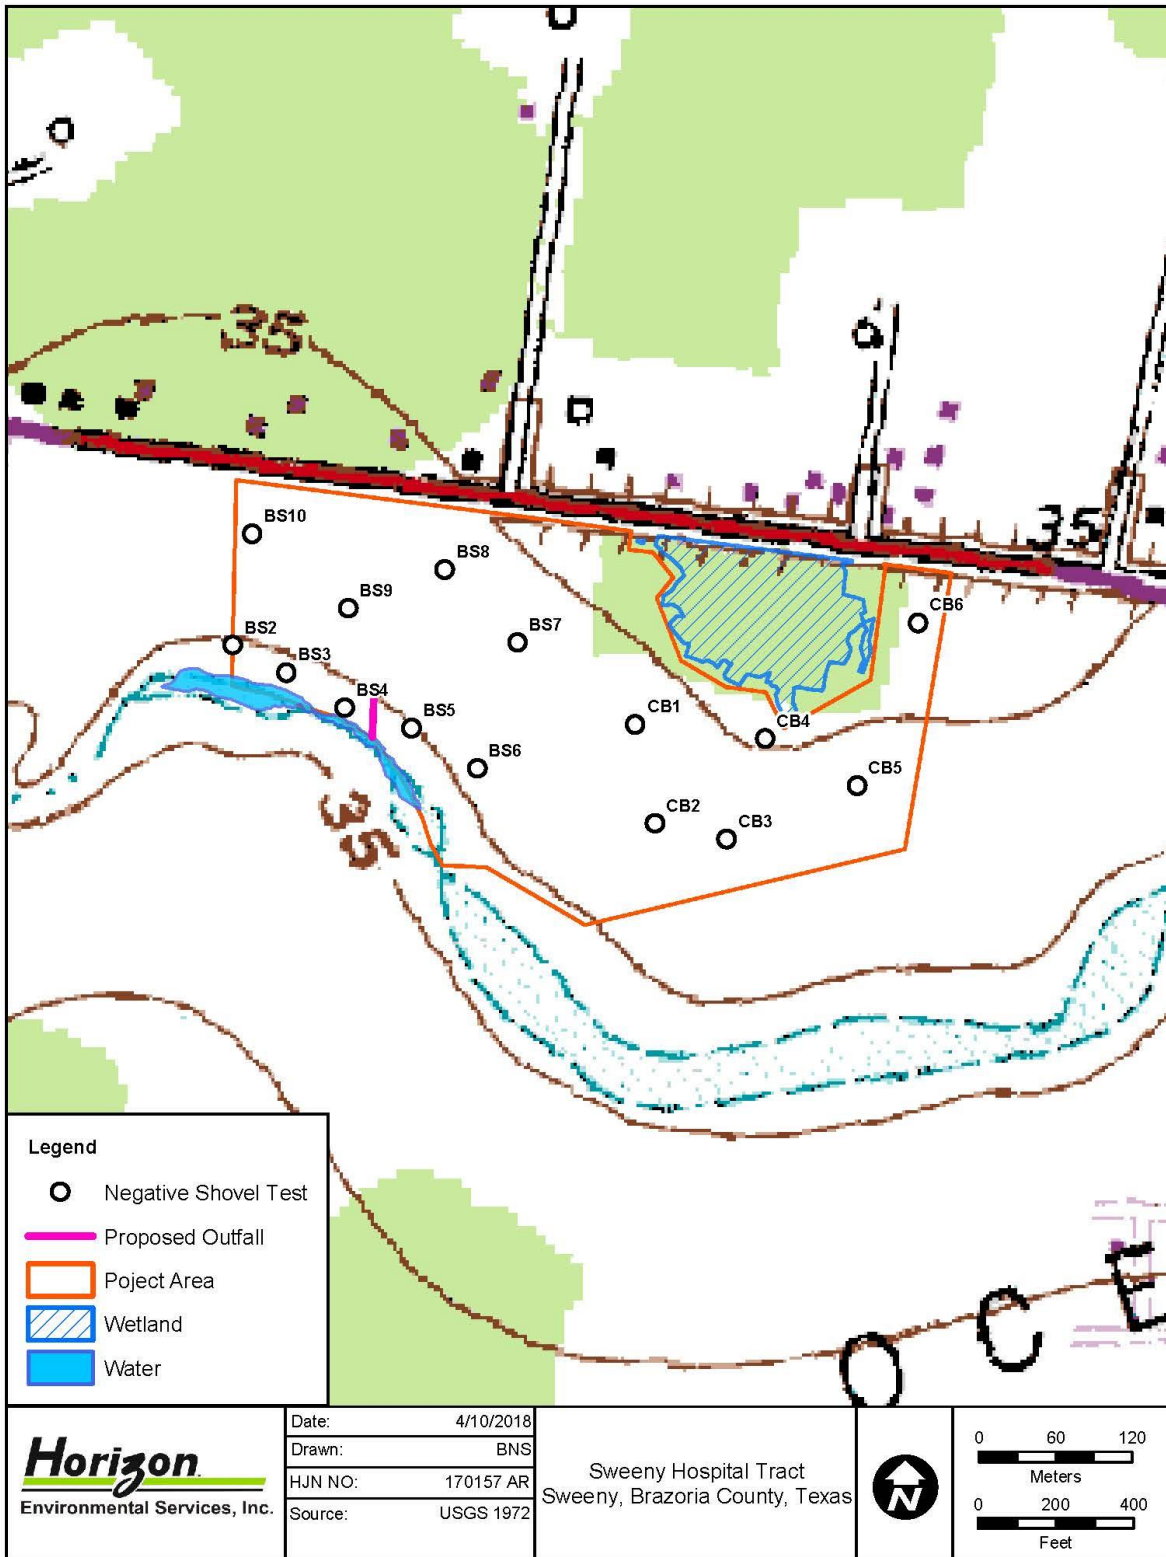 35
35
BS10
BS8
BS9
BS7
CB6
BS2
BS3
BS4
BS5
CB1
CB4
BS6
CB5
CB2
CB3
35
O C E
Legend
Negative Shovel Test
Proposed Outfall
Poject Area
Wetland
Water
Horizon
Environmental Services, Inc.
Date: 4/10/2018
Drawn: BNS
HJN NO: 170157 AR
Source: USGS 1972
Sweeny Hospital Tract
Sweeny, Brazoria County, Texas
N
0 60 120
Meters
0 200 400
Feet